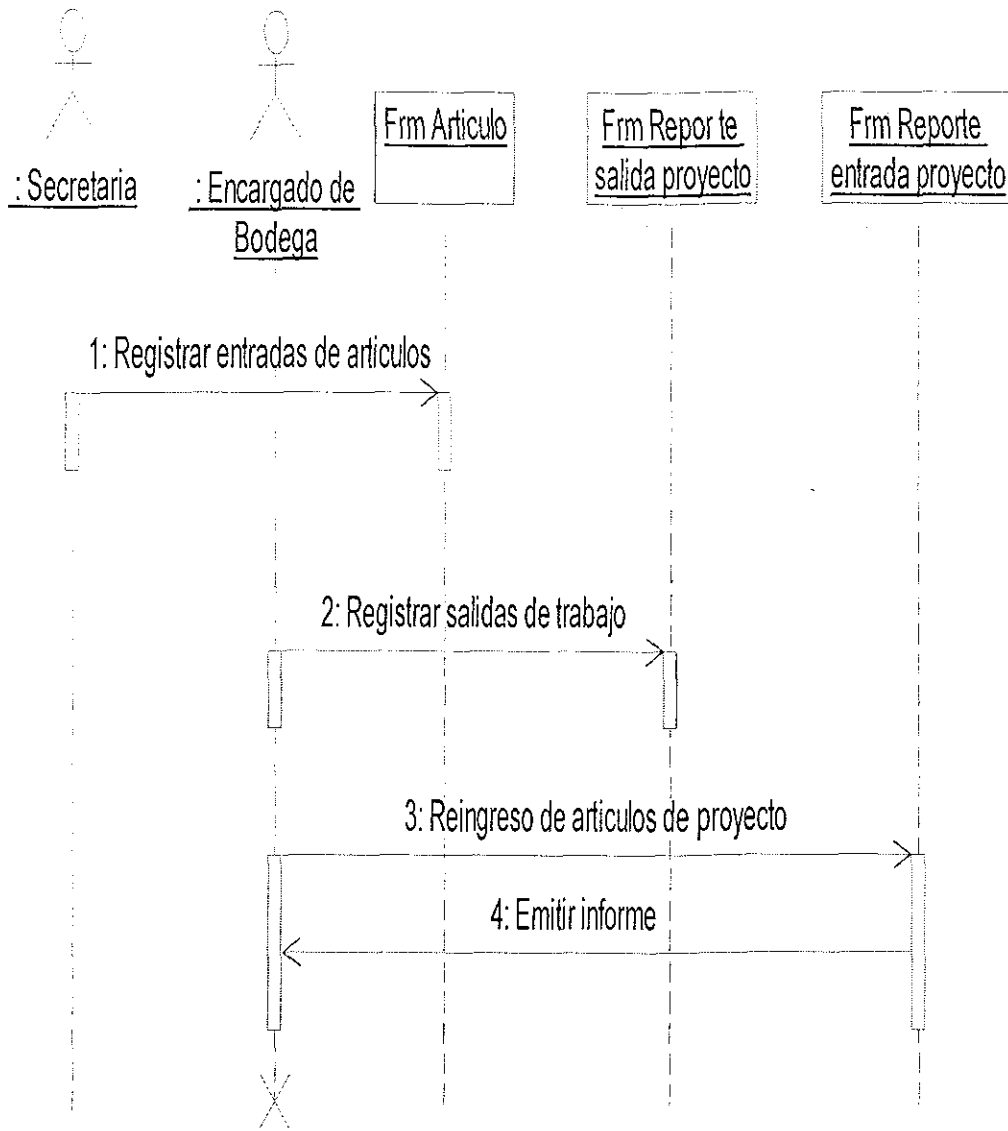 : Secretaria
: Encargado de
Bodega
Frm Articulo
Frm Repor te
salida proyecto
Frm Reporte
entrada proyecto
1: Registrar entradas de articulos
2: Registrar salidas de trabajo
3: Reingreso de articulos de proyecto
4: Emitir informe